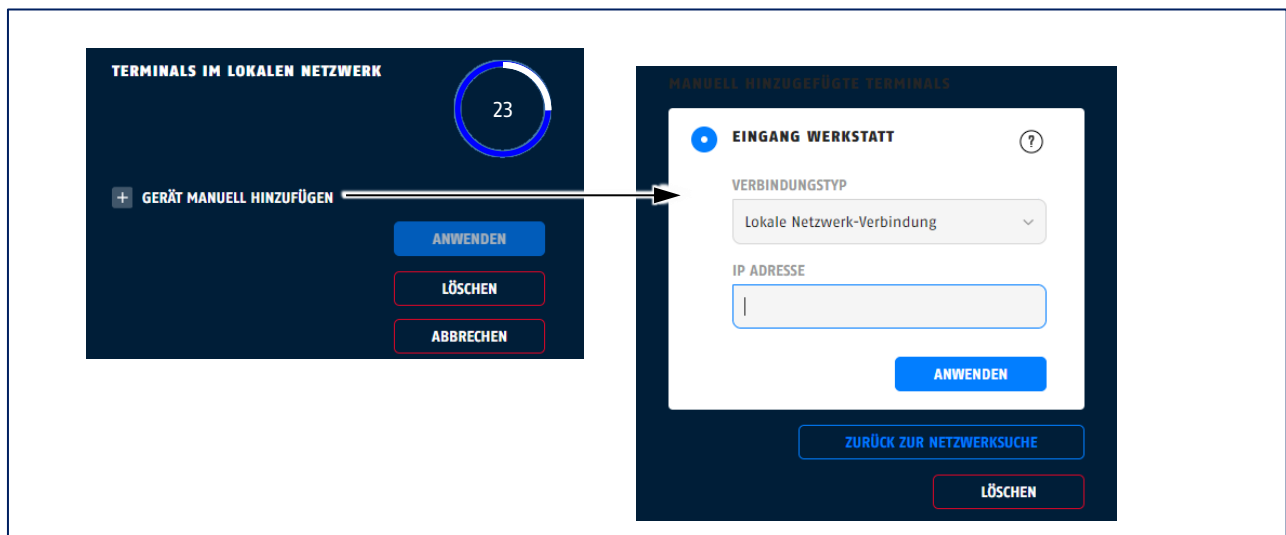 TERMINALS IM LOKALEN NETZWERK
23
+ GERÄT MANUELL HINZUFÜGEN
ANWENDEN
LÖSCHEN
ABBRECHEN
MANUELL HINZUGEFÜGTE TERMINALS
EINGANG WERKSTATT
?
VERBINDUNGSTYP
Lokale Netzwerk-Verbindung
IP ADRESSE
ANWENDEN
ZURÜCK ZUR NETZWERKSUCHE
LÖSCHEN